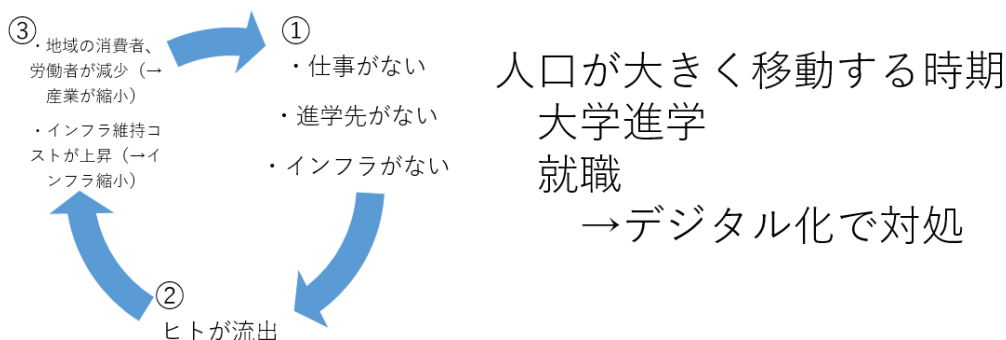 ①
・仕事がない
・進学先がない
・インフラがない
②
ヒトが流出
③
・地域の消費者、
労働者が減少（→
産業が縮小）
・インフラ維持コ
ストが上昇（→イ
ンフラ縮小）
人口が大きく移動する時期
大学進学
就職
→デジタル化で対処